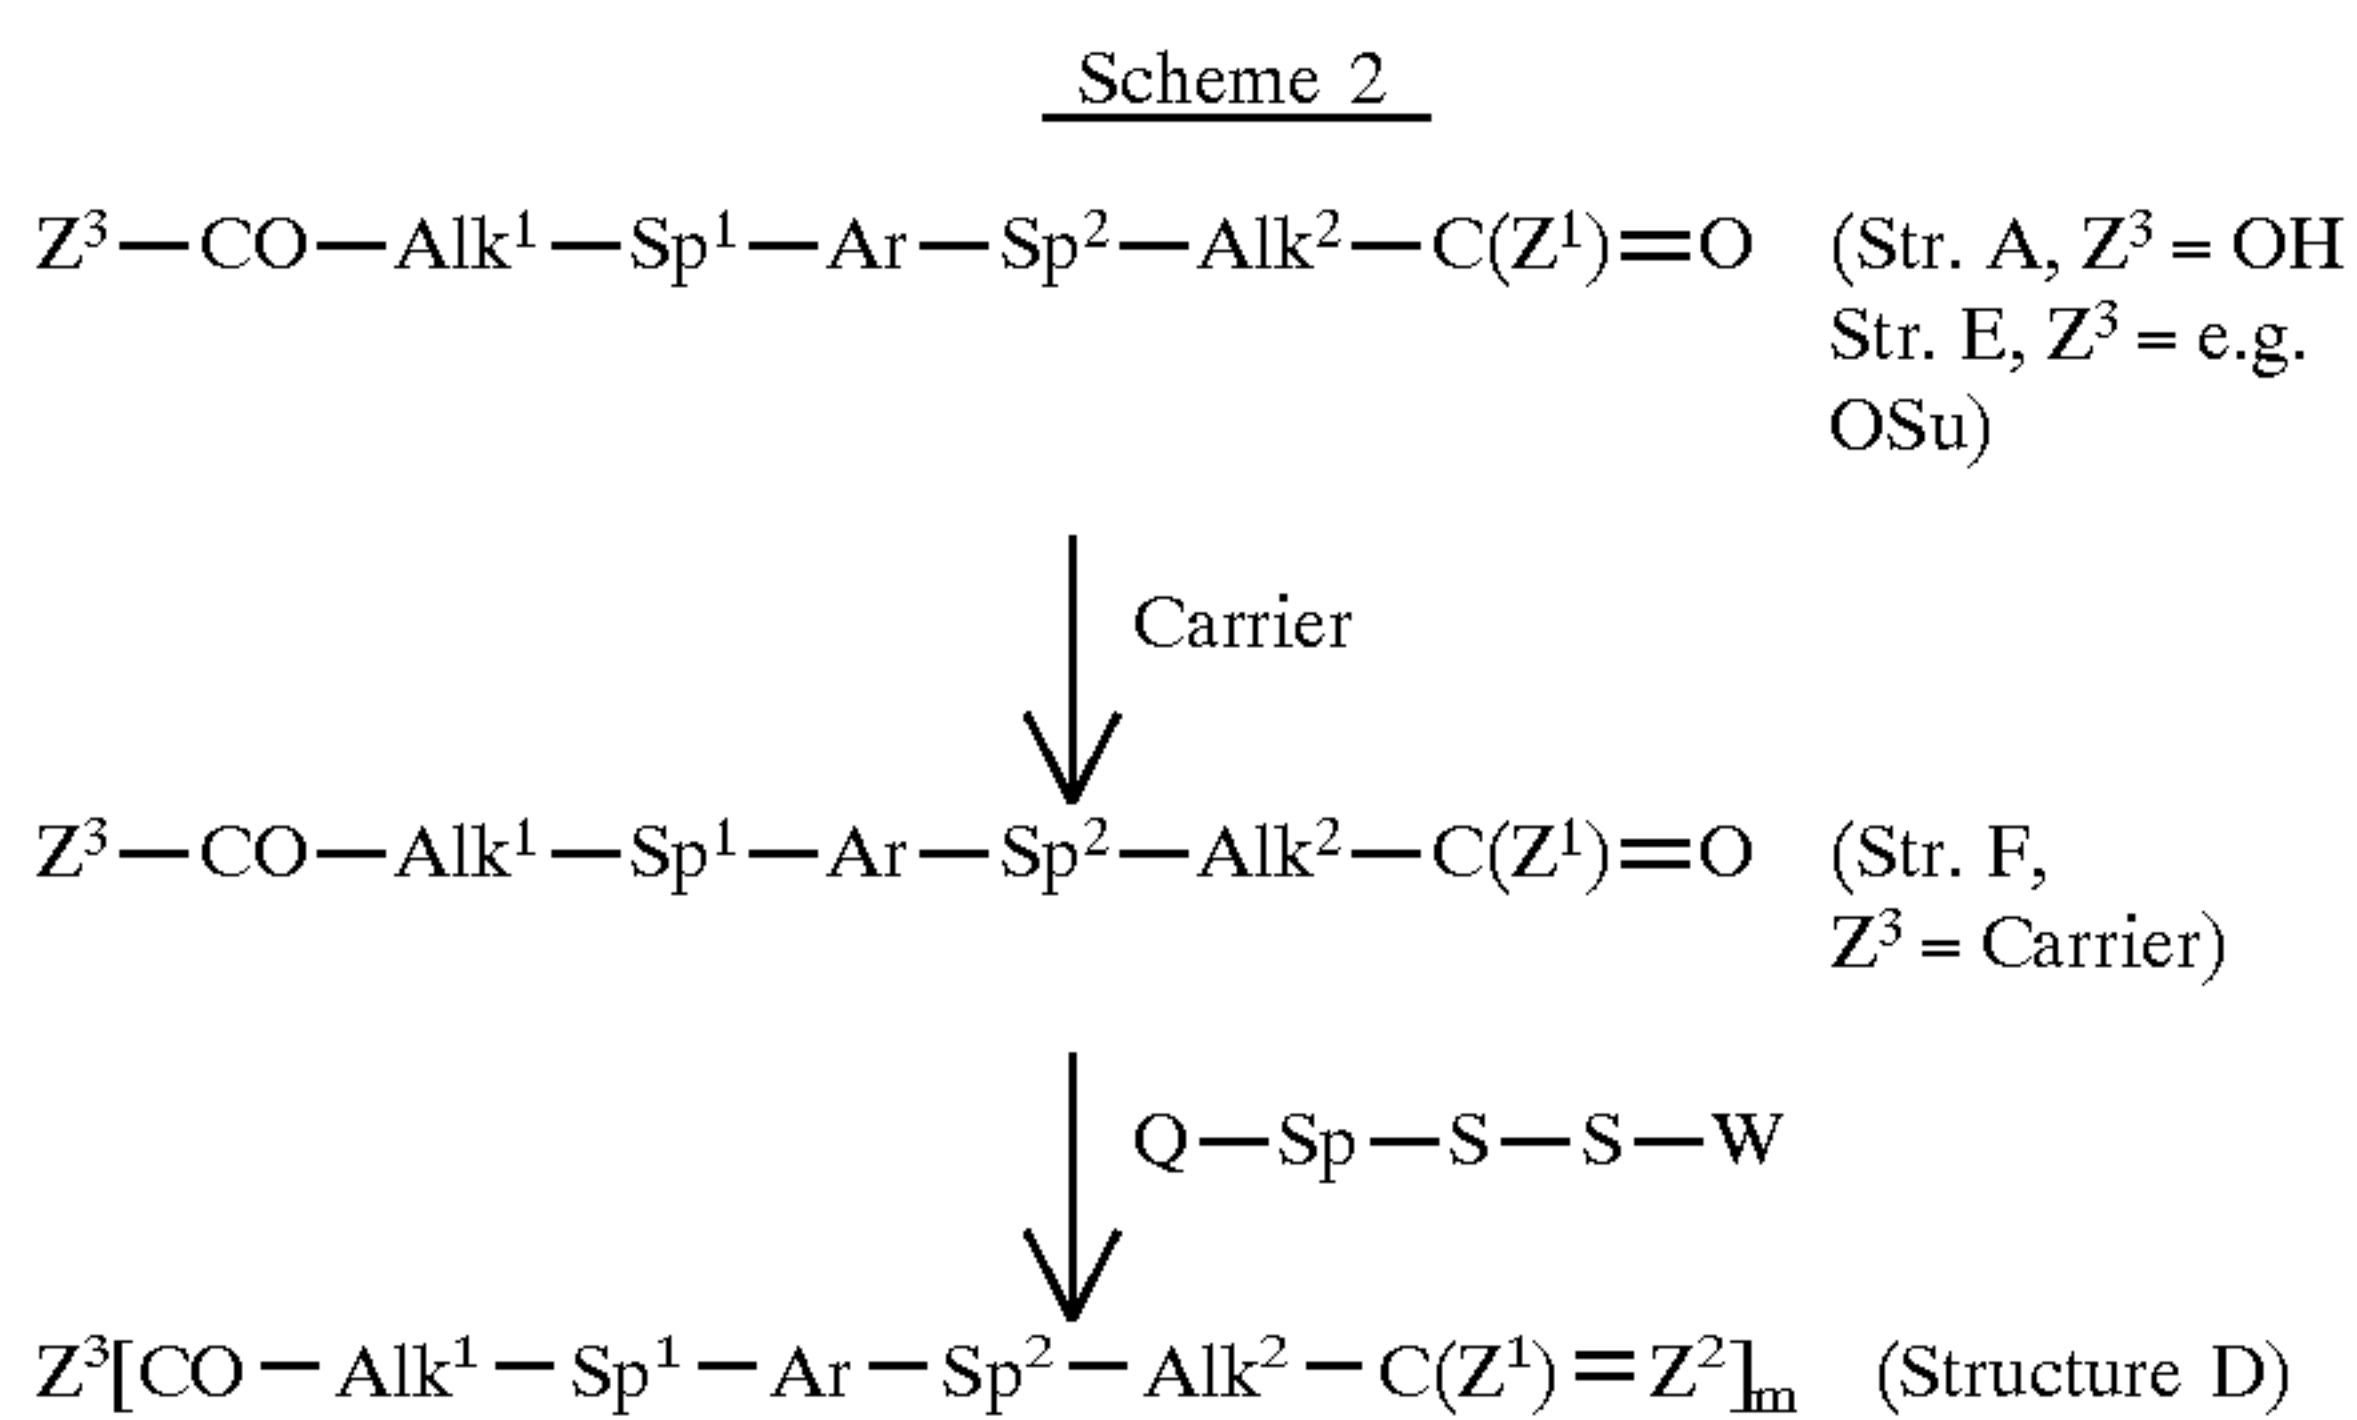 Scheme 2
Z³—CO—Alk¹—Sp¹—Ar—Sp²—Alk²—C(Z¹)=O (Str. A, Z³ = OH
Str. E, Z³ = e.g.
OSu)
Carrier
Z³—CO—Alk¹—Sp¹—Ar—Sp²—Alk²—C(Z¹)=O (Str. F,
Z³ = Carrier)
Q—Sp—S—S—W
Z³[CO—Alk¹—Sp¹—Ar—Sp²—Alk²—C(Z¹)=Z²]ₘ (Structure D)